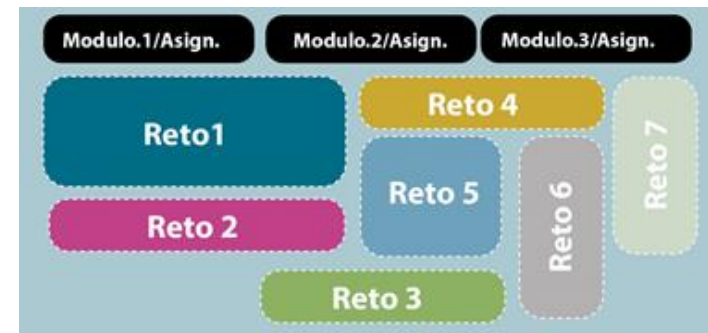 Modulo.1/Asign.
Modulo.2/Asign.
Modulo.3/Asign.
Reto1
Reto 2
Reto 3
Reto 4
Reto 5
Reto 6
Reto 7